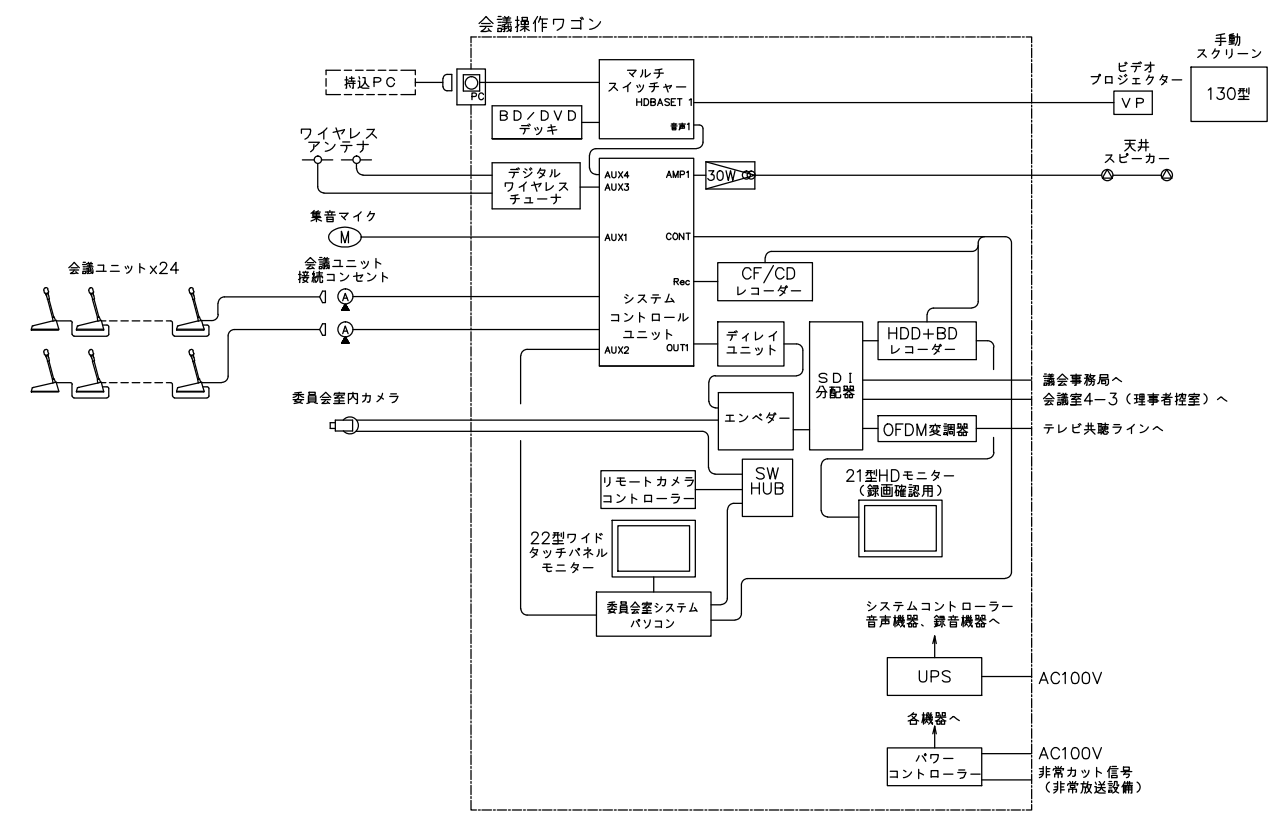 会議操作ワゴン
手動
スクリーン
130型
ビデオ
プロジェクター
VP
持込PC
PC
マルチ
スイッチャー
HDBASET 1
音声1
BD/DVD
デッキ
ワイヤレス
アンテナ
デジタル
ワイヤレス
チューナ
AUX4
AUX3
AMP1
30W
天井
スピーカー
集音マイク
M
AUX1
CONT
会議ユニットx24
会議ユニット
接続コンセント
A
A
Rec
CF/CD
レコーダー
システム
コントロール
ユニット
AUX2
OUT1
ディレイ
ユニット
SDI
分配器
HDD+BD
レコーダー
議会事務局へ
会議室4-3(理事者控室)へ
委員会室内カメラ
エンベダー
OFDM変調器
テレビ共聴ラインへ
リモートカメラ
コントローラー
SW
HUB
21型HDモニター
(録画確認用)
22型ワイド
タッチパネル
モニター
委員会室システム
パソコン
システムコントローラー
音声機器、録音機器へ
UPS
AC100V
各機器へ
パワー
コントローラー
AC100V
非常カット信号
(非常放送設備)